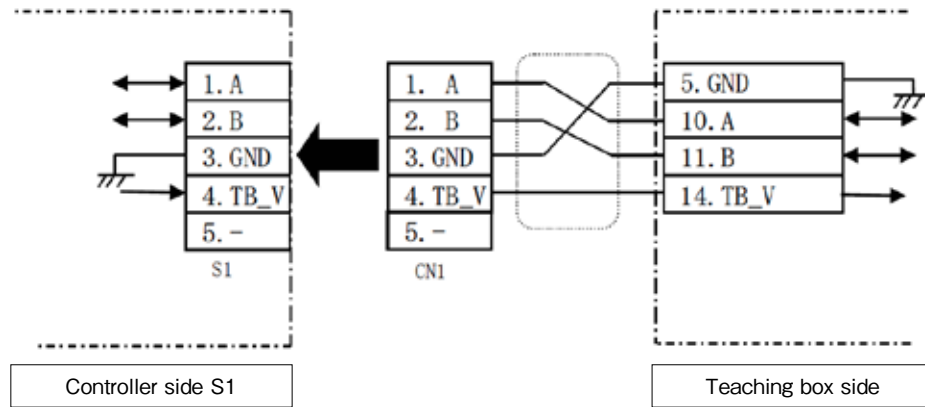 1. A
2. B
3. GND
4. TB_V
5. -
S1
1. A
2. B
3. GND
4. TB_V
5. -
CN1
5. GND
10. A
11. B
14. TB_V
Controller side S1
Teaching box side